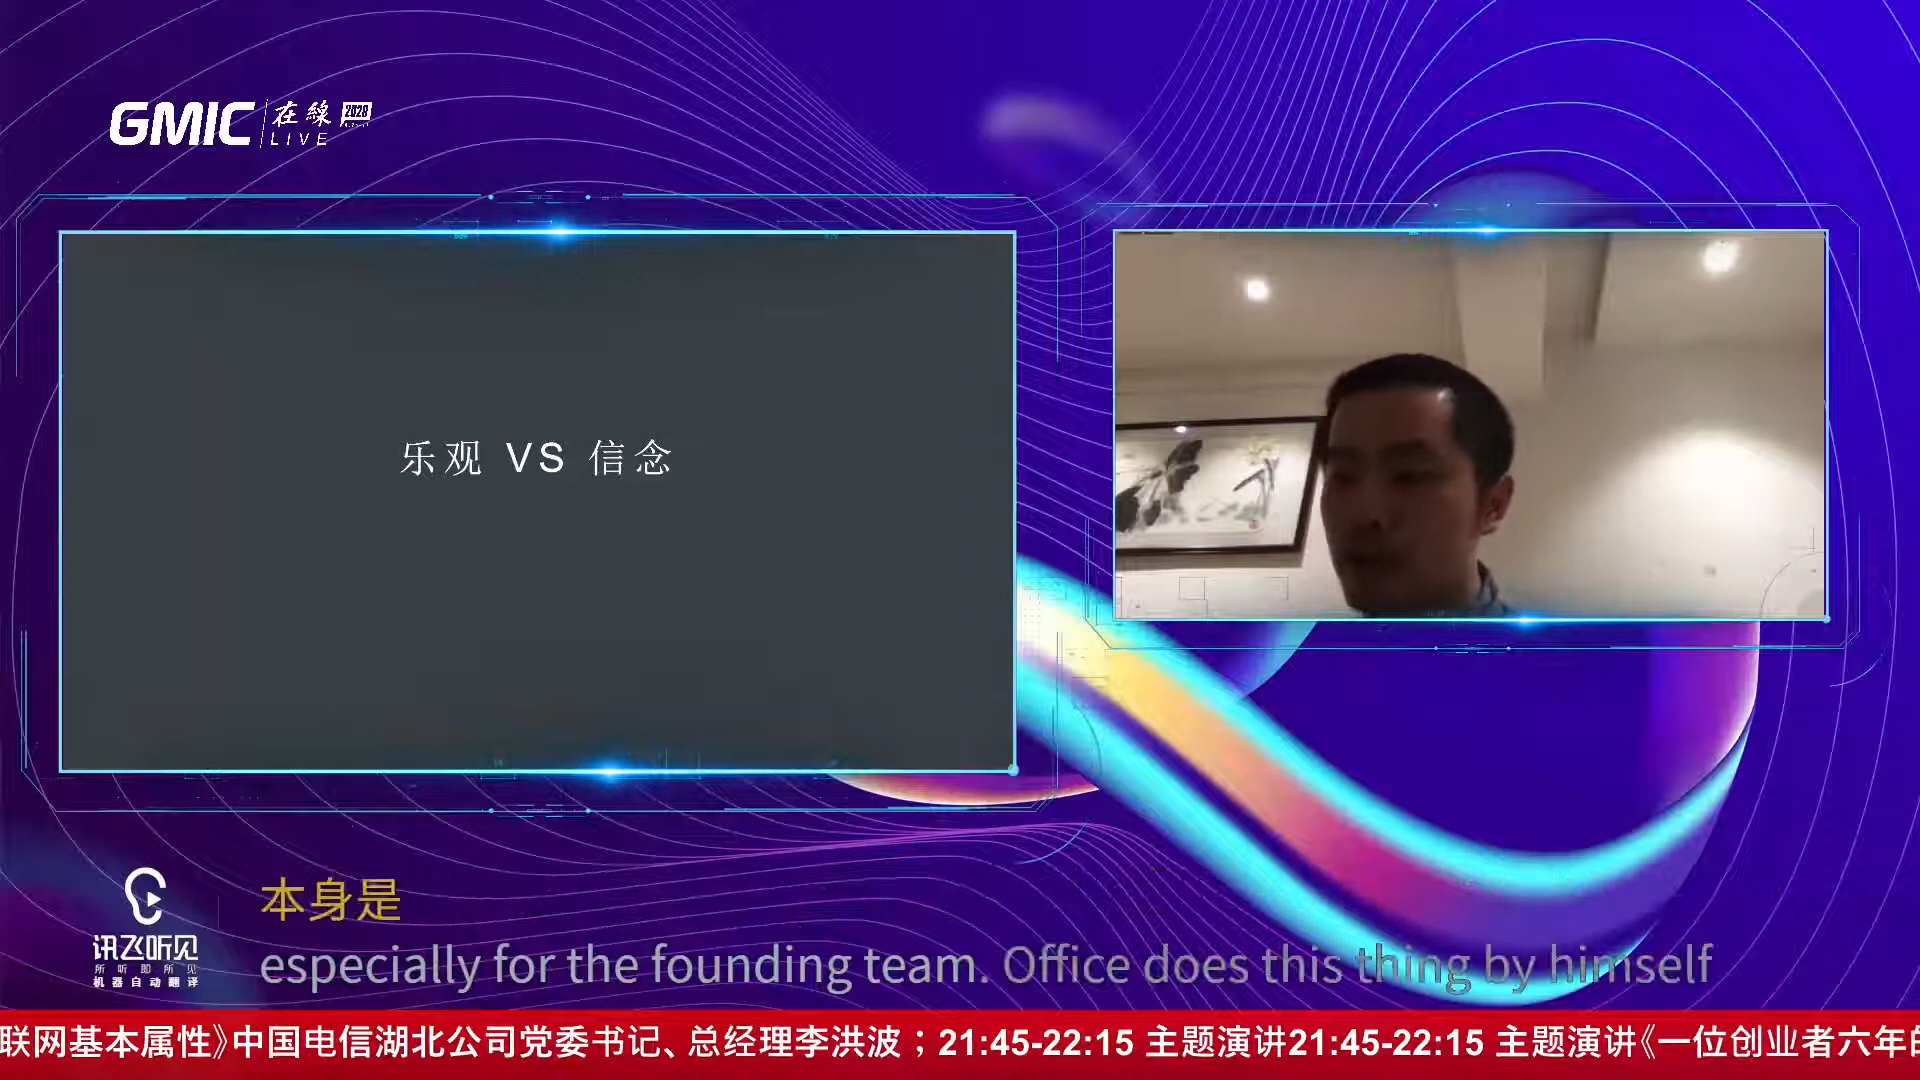 GMIC 在線 2020
LIVE
乐观 VS 信念
本身是
especially for the founding team. Office does this thing by himself
讯飞听见
所听即所见
机器自动翻译
联网基本属性》中国电信湖北公司党委书记、总经理李洪波；21:45-22:15 主题演讲21:45-22:15 主题演讲《一位创业者六年的